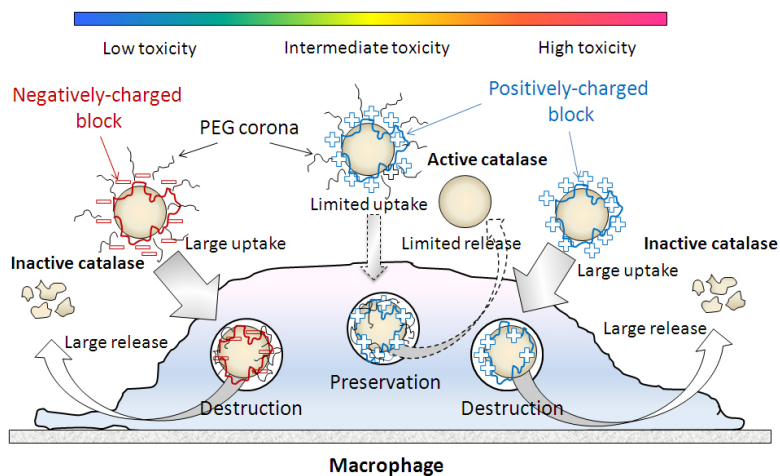 Low toxicity
Intermediate toxicity
High toxicity
Negatively-charged
block
PEG corona
Positively-charged
block
Active catalase
Limited uptake
Limited release
Large uptake
Inactive catalase
Large uptake
Inactive catalase
Large release
Large release
Preservation
Destruction
Destruction
Macrophage